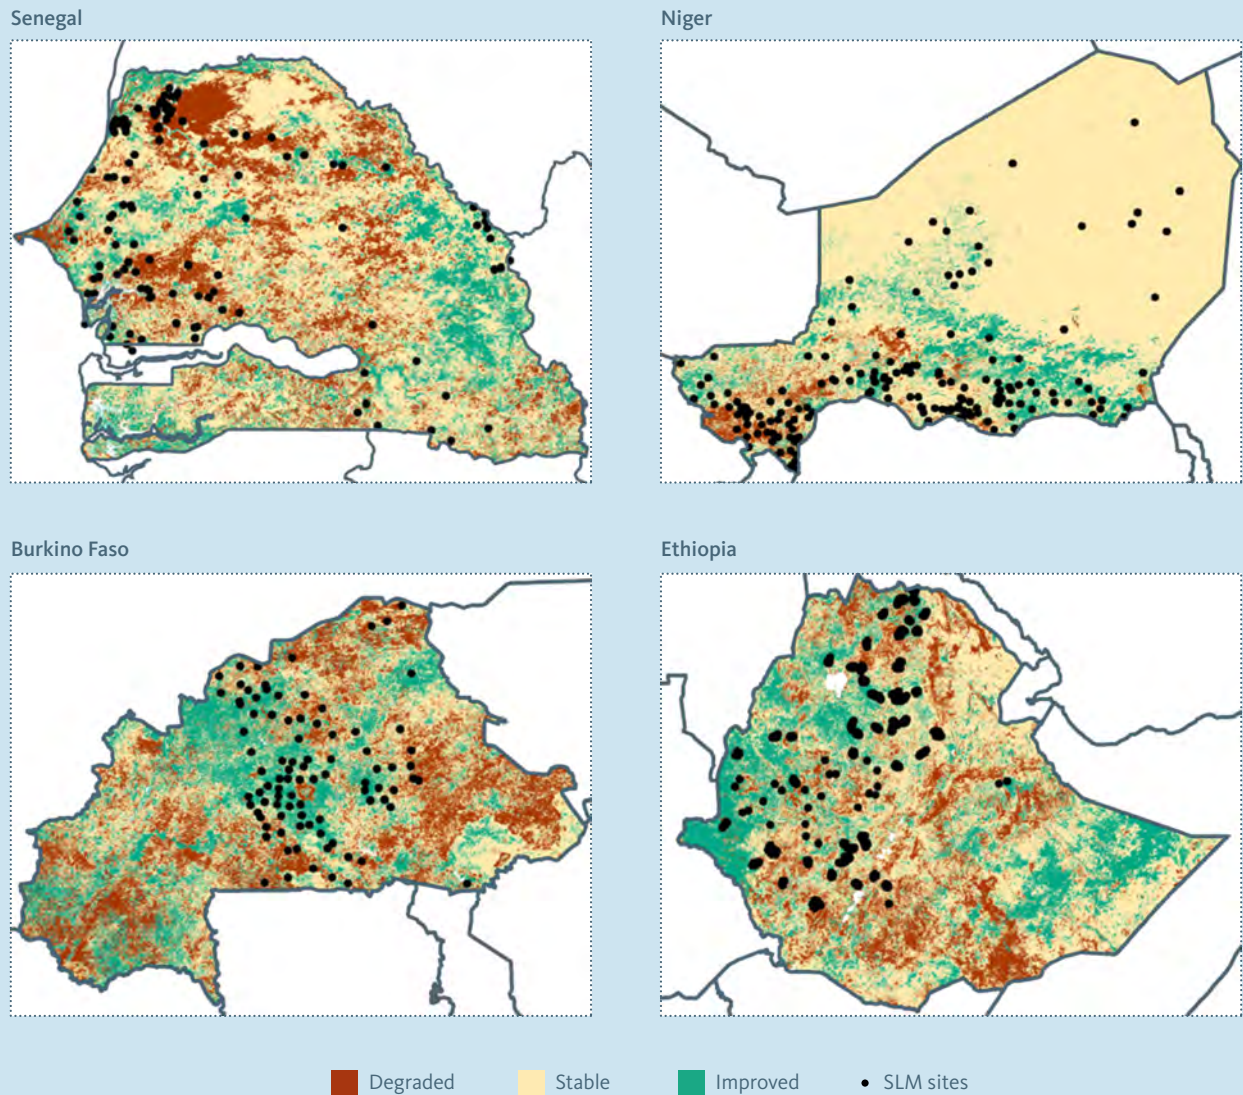 Senegal
Niger
Burkino Faso
Ethiopia
Degraded
Stable
Improved
SLM sites